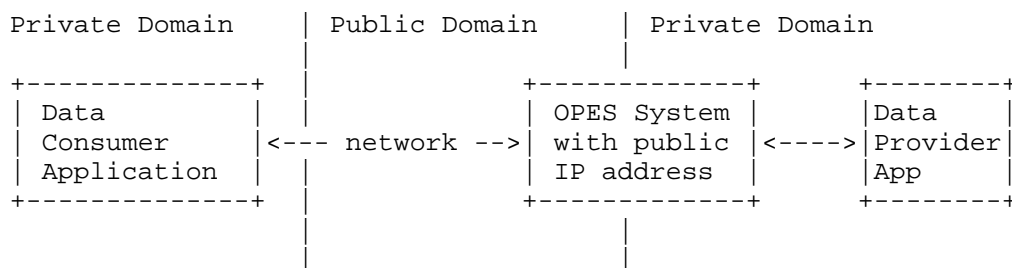 Private Domain | Public Domain | Private Domain
Data | OPES System | Data
Consumer <--- network --> with public <----> Provider
Application | IP address | App